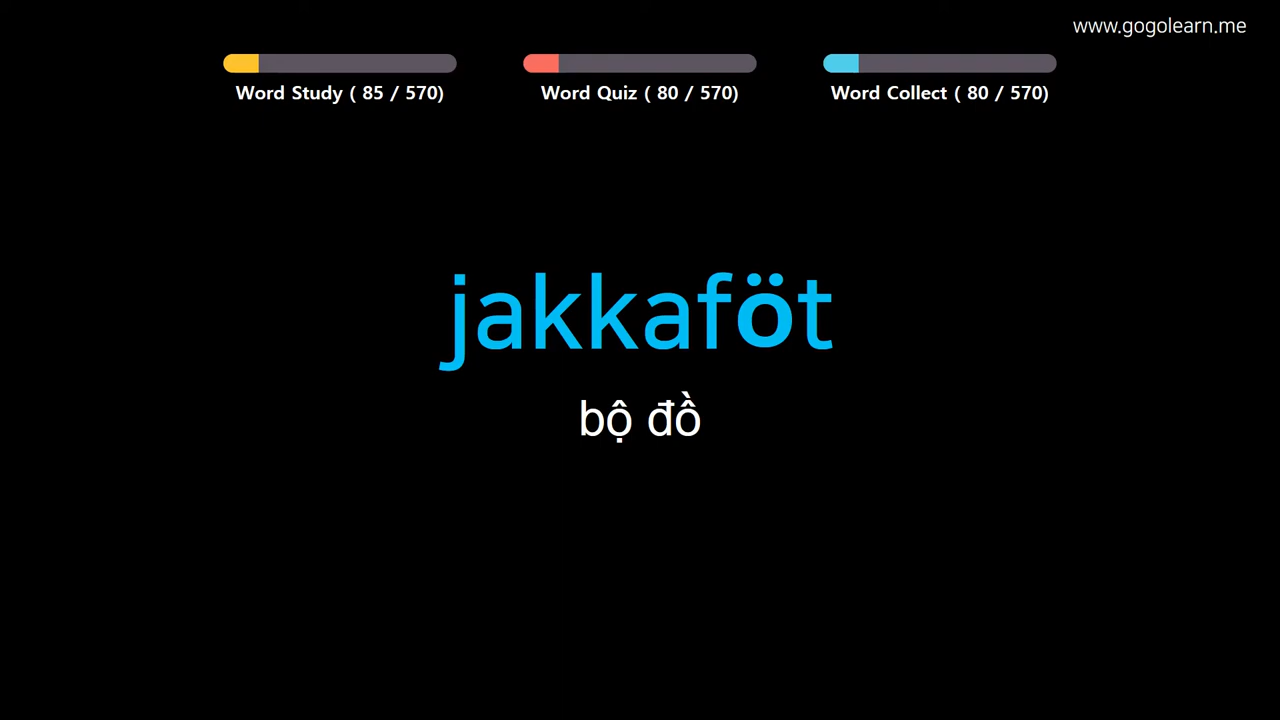 www.gogolearn.me
Word Study ( 85 / 570)
Word Quiz ( 80 / 570)
Word Collect ( 80 / 570)
jakkaföt
bộ đồ